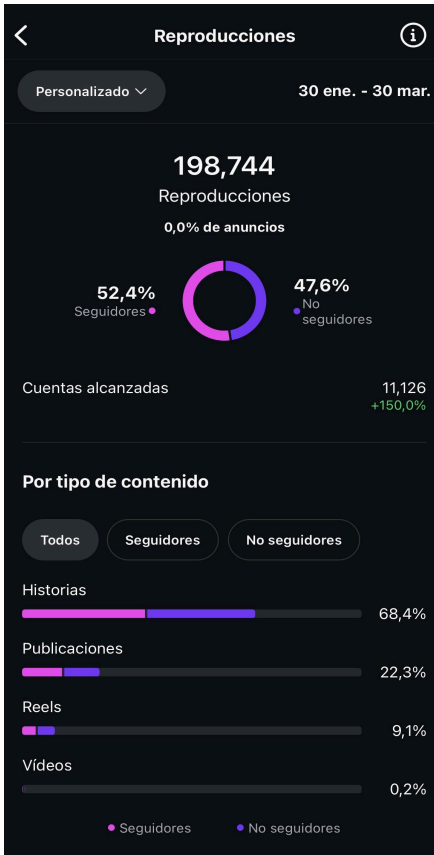 Reproducciones
Personalizado
30 ene. - 30 mar.
198,744
Reproducciones
0,0% de anuncios
52,4%
Seguidores
47,6%
No
seguidores
Cuentas alcanzadas
11,126
+150,0%
Por tipo de contenido
Todos
Seguidores
No seguidores
Historias
68,4%
Publicaciones
22,3%
Reels
9,1%
Vídeos
0,2%
Seguidores
No seguidores